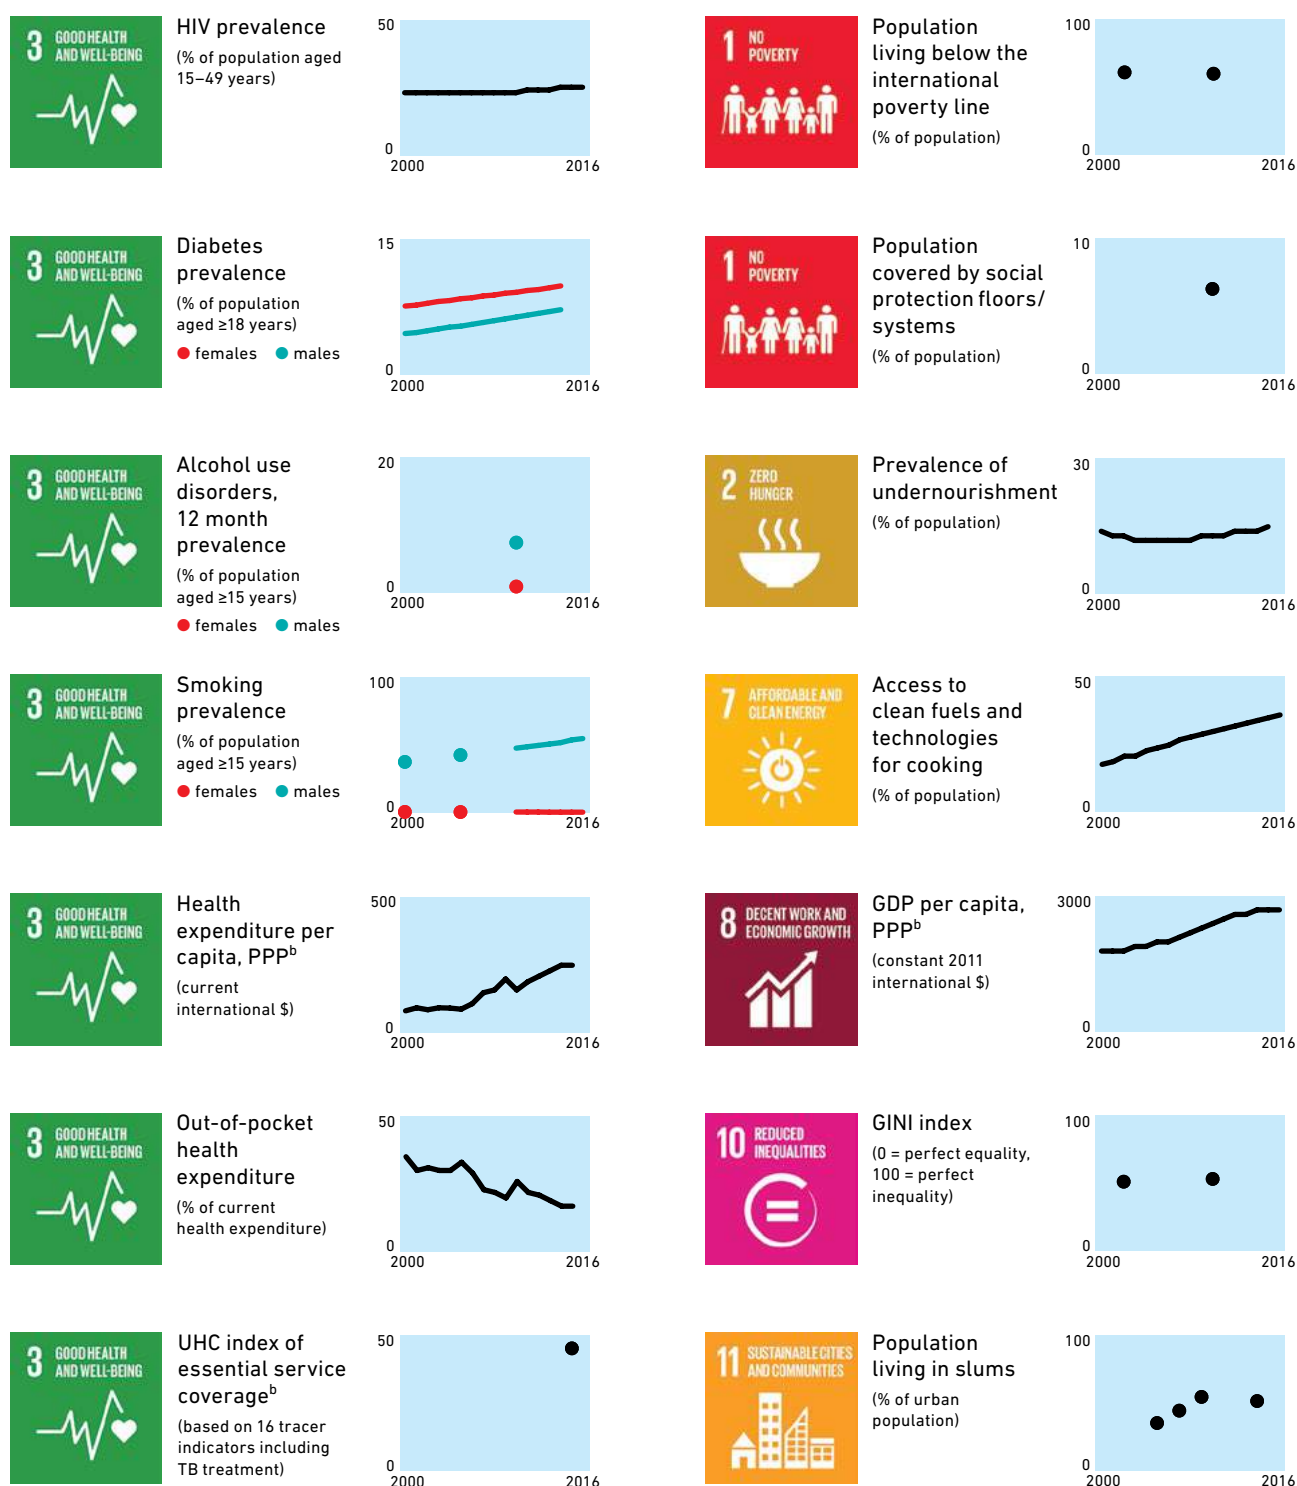 3 GOOD HEALTH
AND WELL-BEING
HIV prevalence
(% of population aged
15–49 years)
50
0
2000 2016
1 NO
POVERTY
Population
living below the
international
poverty line
(% of population)
100
0
2000 2016
3 GOOD HEALTH
AND WELL-BEING
Diabetes
prevalence
(% of population
aged ≥18 years)
females males
15
0
2000 2016
1 NO
POVERTY
Population
covered by social
protection floors/
systems
(% of population)
10
0
2000 2016
3 GOOD HEALTH
AND WELL-BEING
Alcohol use
disorders,
12 month
prevalence
(% of population
aged ≥15 years)
females males
20
0
2000 2016
2 ZERO
HUNGER
Prevalence of
undernourishment
(% of population)
30
0
2000 2016
3 GOOD HEALTH
AND WELL-BEING
Smoking
prevalence
(% of population
aged ≥15 years)
females males
100
0
2000 2016
7 AFFORDABLE AND
CLEAN ENERGY
Access to
clean fuels and
technologies
for cooking
(% of population)
50
0
2000 2016
3 GOOD HEALTH
AND WELL-BEING
Health
expenditure per
capita, PPPᵇ
(current
international $)
500
0
2000 2016
8 DECENT WORK AND
ECONOMIC GROWTH
GDP per capita,
PPPᵇ
(constant 2011
international $)
3000
0
2000 2016
3 GOOD HEALTH
AND WELL-BEING
Out-of-pocket
health
expenditure
(% of current
health expenditure)
50
0
2000 2016
10 REDUCED
INEQUALITIES
GINI index
(0 = perfect equality,
100 = perfect
inequality)
100
0
2000 2016
3 GOOD HEALTH
AND WELL-BEING
UHC index of
essential service
coverageᵇ
(based on 16 tracer
indicators including
TB treatment)
50
0
2000 2016
11 SUSTAINABLE CITIES
AND COMMUNITIES
Population
living in slums
(% of urban
population)
100
0
2000 2016